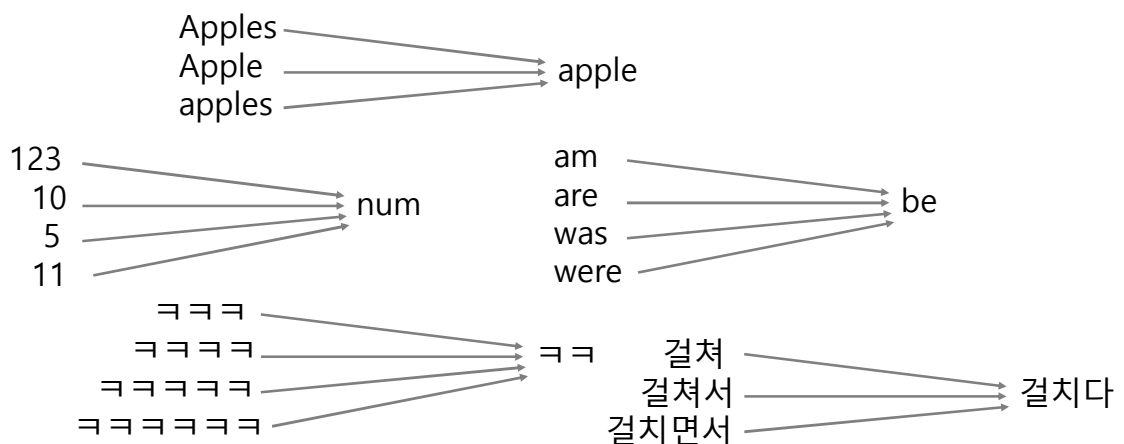 Apples
Apple
apples
apple
123
10
5
11
num
am
are
was
were
be
ㅋㅋㅋ
ㅋㅋㅋㅋ
ㅋㅋㅋㅋㅋ
ㅋㅋㅋㅋㅋㅋ
ㅋㅋ
걸쳐
걸쳐서
걸치면서
걸치다